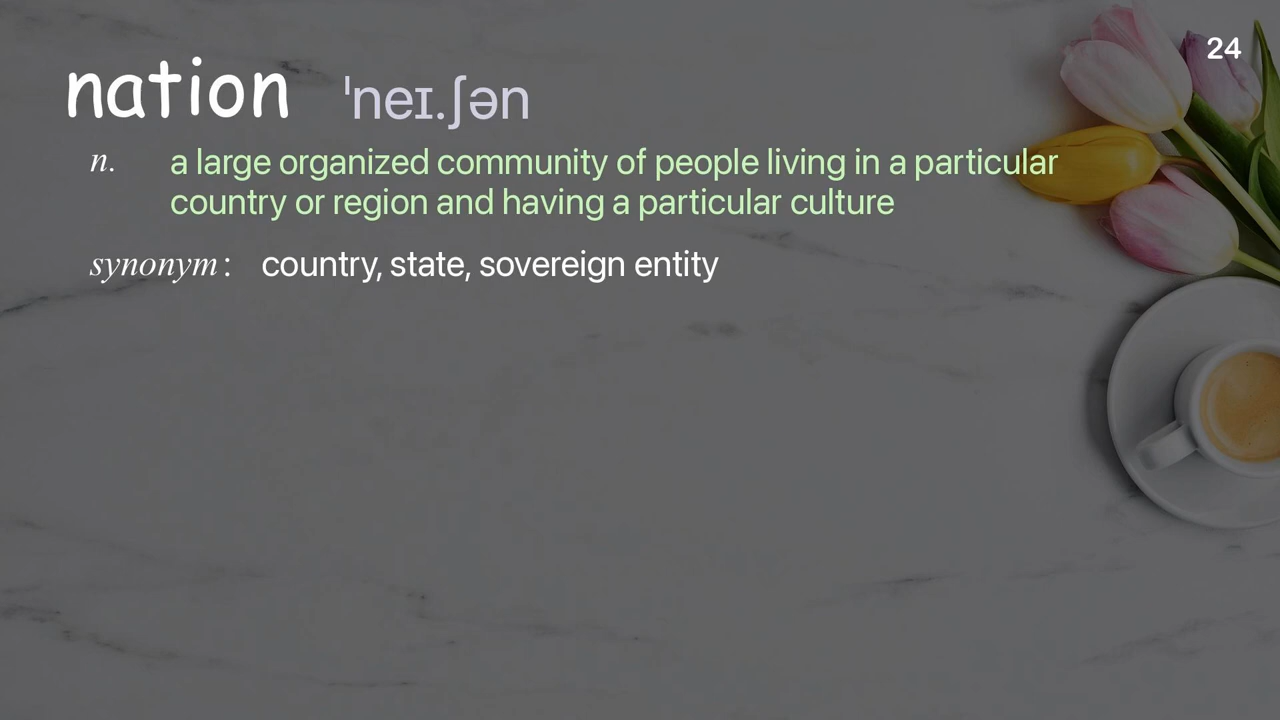 24
nation ˈneɪ.ʃən
n. a large organized community of people living in a particular
country or region and having a particular culture
synonym: country, state, sovereign entity